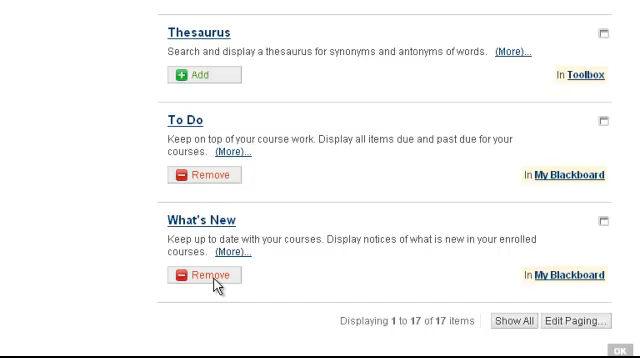 Thesaurus
Search and display a thesaurus for synonyms and antonyms of words. (More)...
Add
In Toolbox
To Do
Keep on top of your course work. Display all items due and past due for your
courses. (More)...
Remove
In My Blackboard
What's New
Keep up to date with your courses. Display notices of what is new in your enrolled
courses. (More)...
Remove
In My Blackboard
Displaying 1 to 17 of 17 items
Show All
Edit Paging...
OK